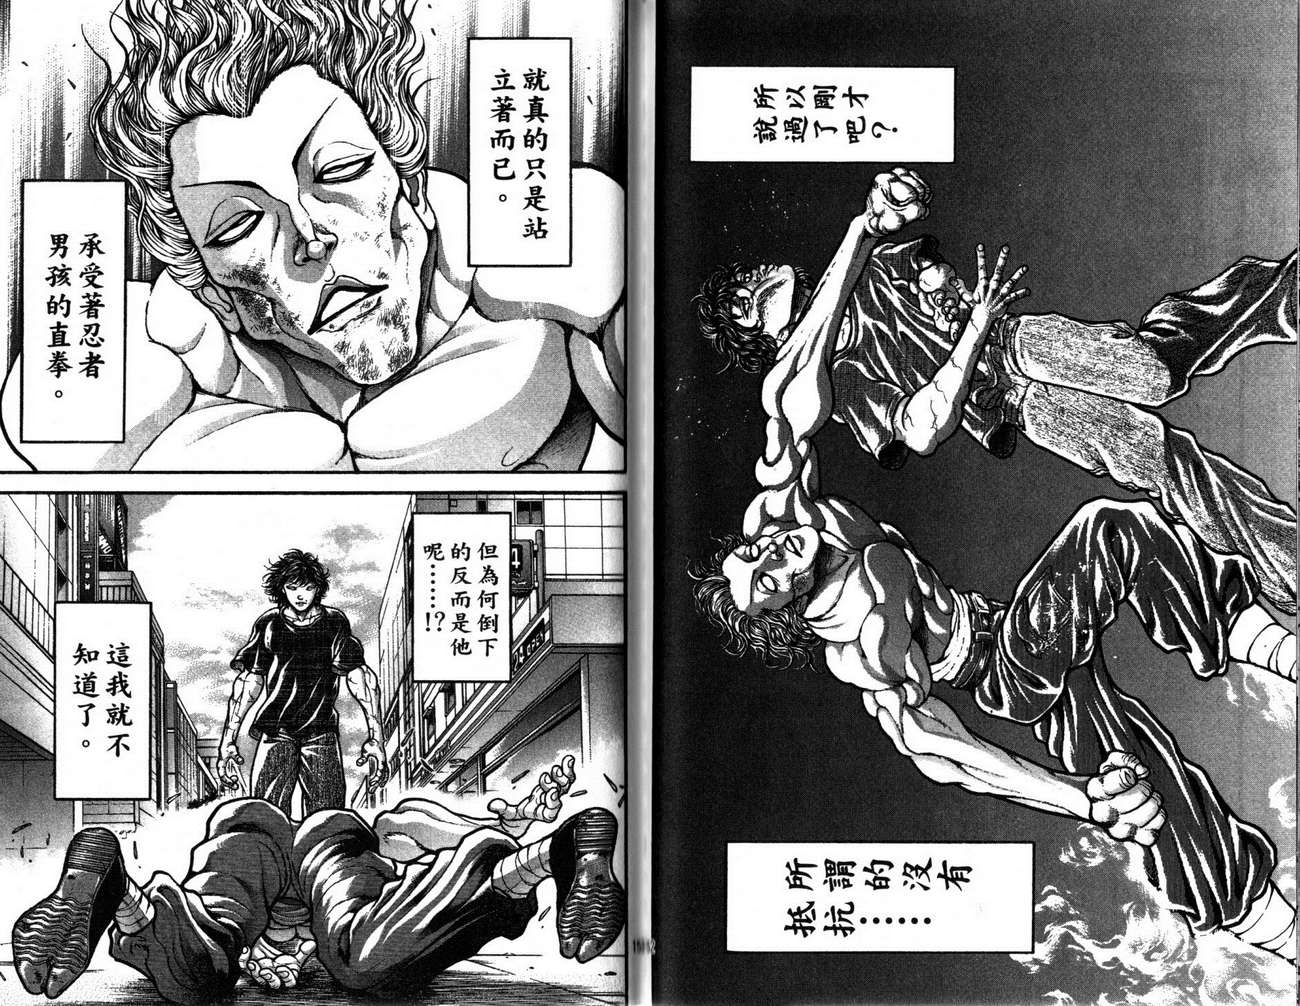 所以剛才
說過了吧?
所謂的沒有
抵抗……
就真的只是站
立著而已。
承受著忍者
男孩的直拳。
但為何倒下
的反而是他
呢……!?
這我就不
知道了。